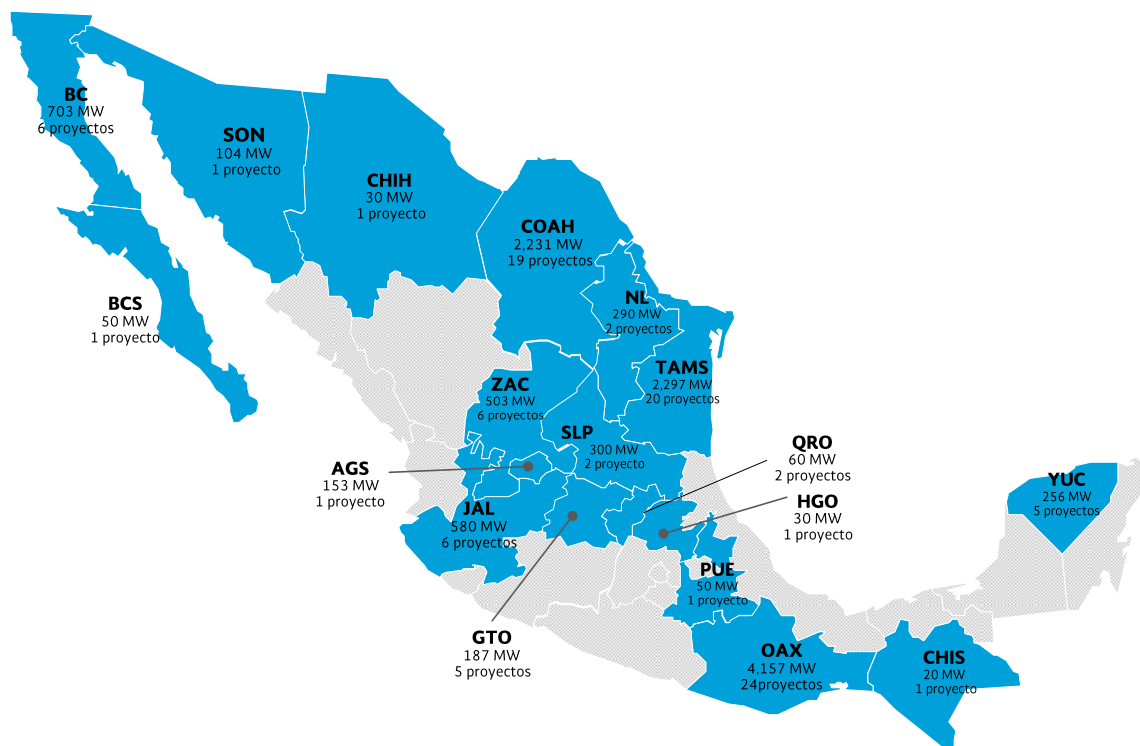 BC
703 MW
6 proyectos
SON
104 MW
1 proyecto
CHIH
30 MW
1 proyecto
COAH
2,231 MW
19 proyectos
NL
290 MW
2 proyectos
BCS
50 MW
1 proyecto
TAMS
2,297 MW
20 proyectos
ZAC
503 MW
6 proyectos
SLP
300 MW
2 proyecto
QRO
60 MW
2 proyectos
AGS
153 MW
1 proyecto
YUC
256 MW
5 proyectos
HGO
30 MW
1 proyecto
JAL
580 MW
6 proyectos
PUE
50 MW
1 proyecto
GTO
187 MW
5 proyectos
OAX
4,157 MW
24proyectos
CHIS
20 MW
1 proyecto